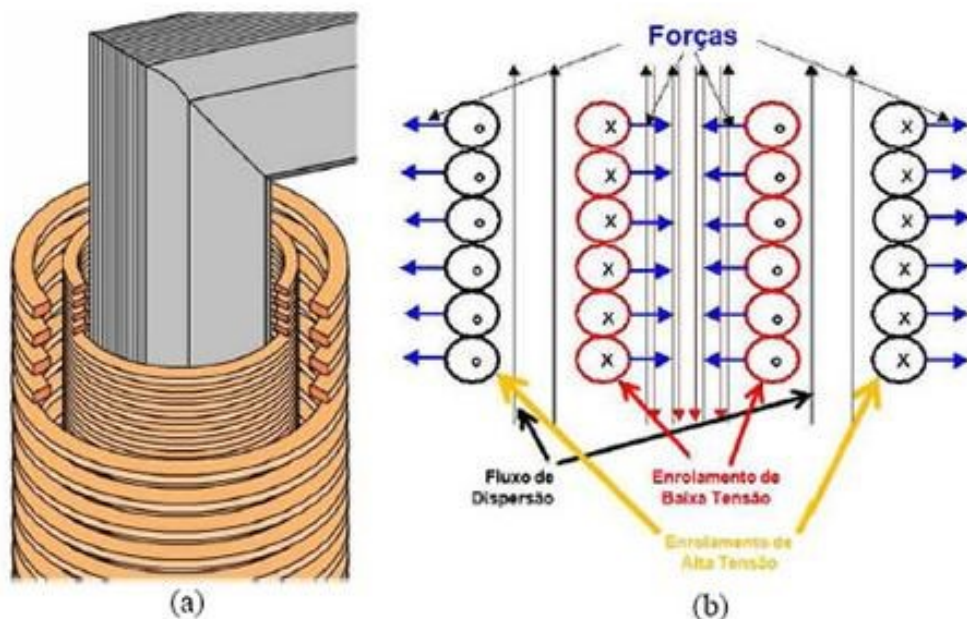 Forças
o x o x
o x o x
o x o x
o x o x
o x o x
o x o x
Fluxo de
Dispersão
Enrolamento de
Baixa Tensão
Enrolamento de
Alta Tensão
(a)
(b)